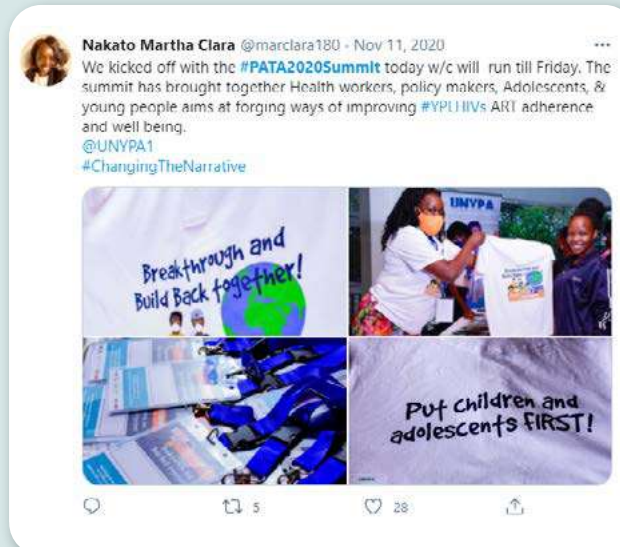 Nakato Martha Clara @marclara180 - Nov 11, 2020
We kicked off with the #PATA2020Summit today w/c will run till Friday. The
summit has brought together Health workers, policy makers, Adolescents, &
young people aims at forging ways of improving #YPLHIVs ART adherence
and well being.
@UNYPA1
#ChangingTheNarrative
Breakthrough and
Build Back together!
UNYPA
Put children and
adolescents FIRST!
5
28